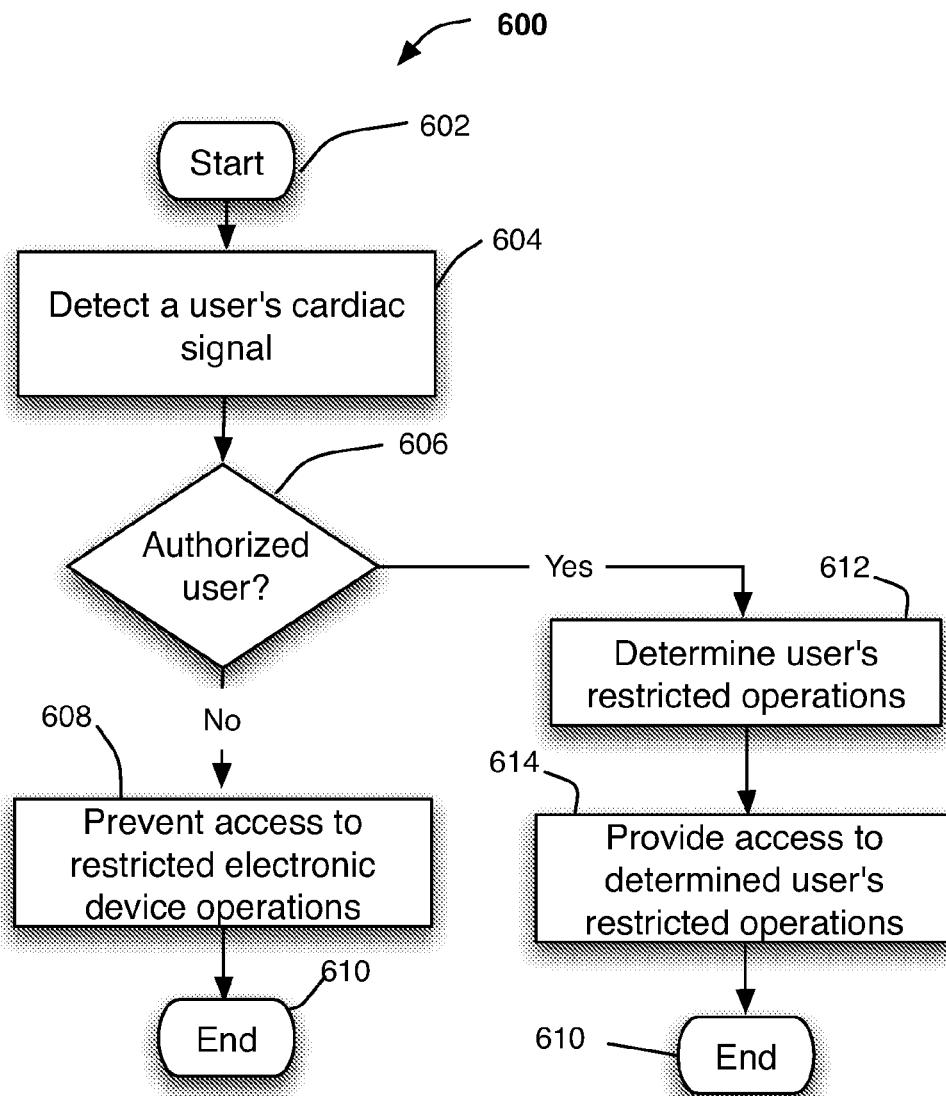 600
602
Start
604
Detect a user's cardiac
signal
606
Authorized
user?
Yes
612
Determine user's
restricted operations
No
608
614
Prevent access to
restricted electronic
device operations
Provide access to
determined user's
restricted operations
610
End
610
End